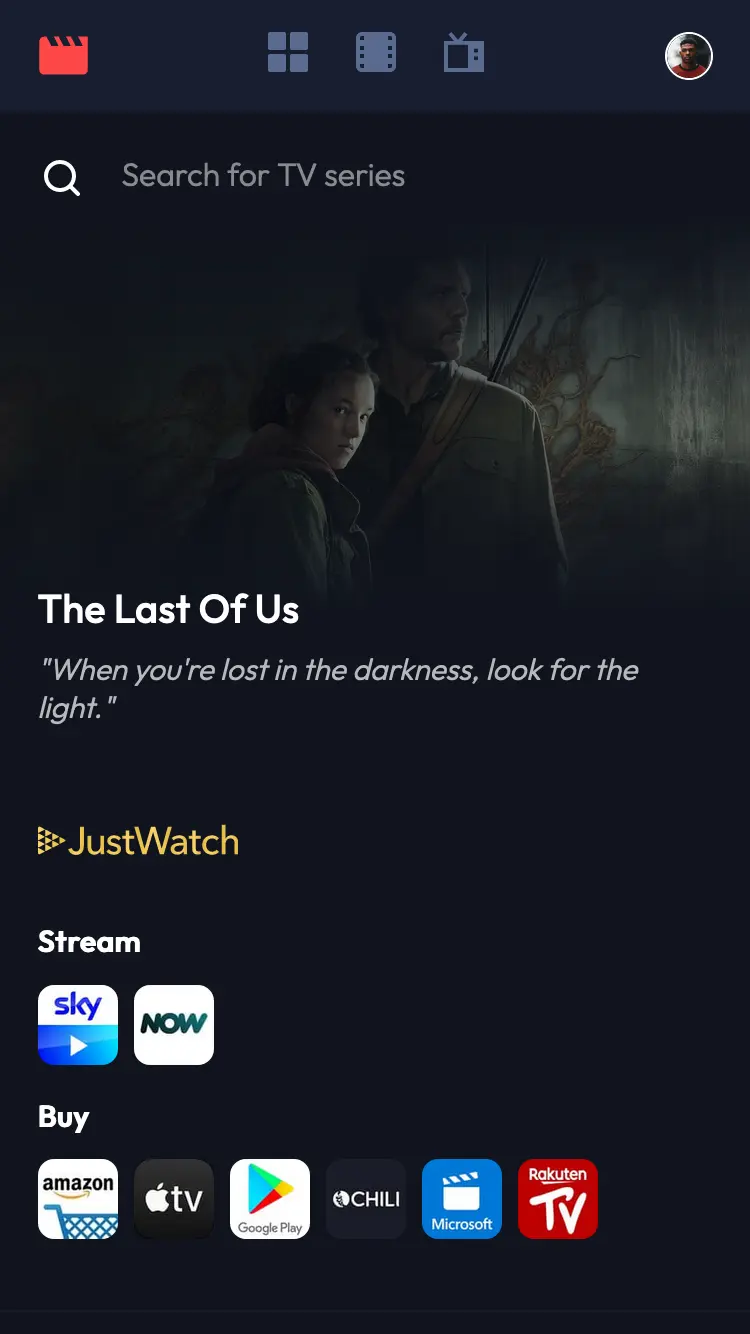 Search for TV series
The Last Of Us
"When you're lost in the darkness, look for the
light."
JustWatch
Stream
sky
NOW
Buy
amazon
tv
Google Play
CHILI
Microsoft
Rakuten
TV